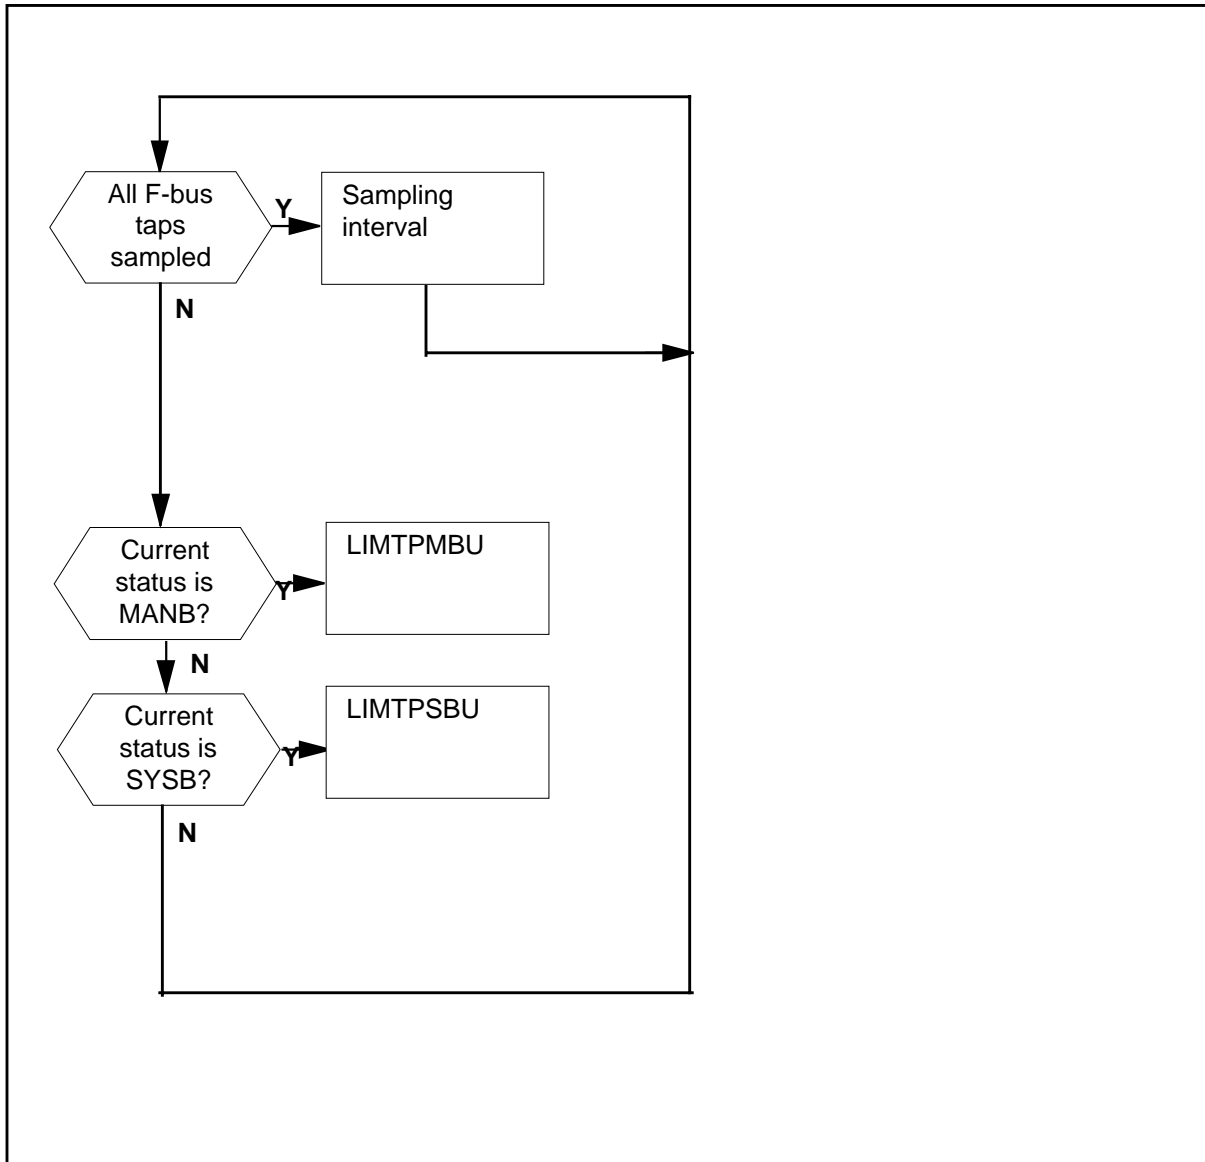 All F-bus
taps
sampled
Y
Sampling
interval
N
Current
status is
MANB?
Y
LIMTPMBU
N
Current
status is
SYSB?
Y
LIMTPSBU
N